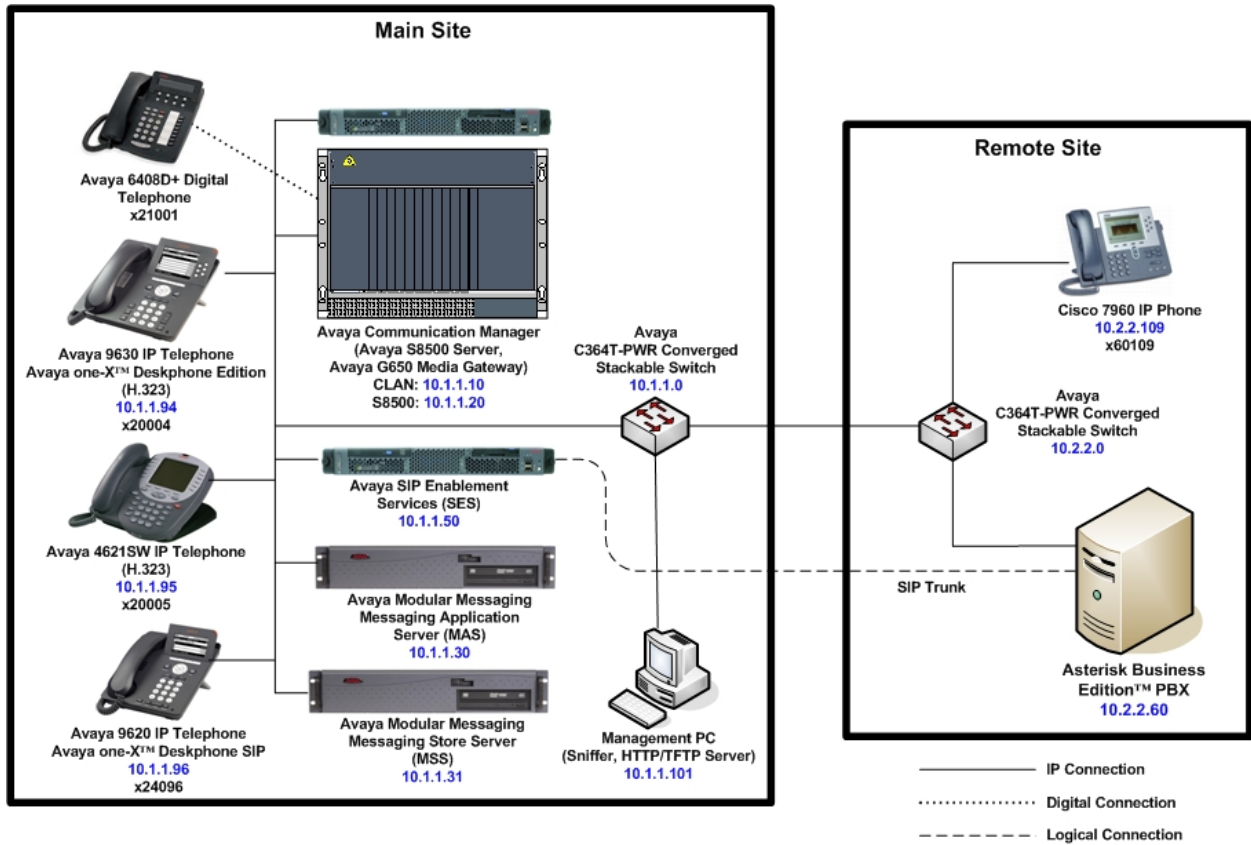 Main Site
Avaya 6408D+ Digital
Telephone
x21001
Avaya 9630 IP Telephone
Avaya one-X™ Deskphone Edition
(H.323)
10.1.1.94
x20004
Avaya 4621SW IP Telephone
(H.323)
10.1.1.95
x20005
Avaya 9620 IP Telephone
Avaya one-X™ Deskphone SIP
10.1.1.96
x24096
Avaya Communication Manager
(Avaya S8500 Server,
Avaya G650 Media Gateway)
CLAN: 10.1.1.10
S8500: 10.1.1.20
Avaya SIP Enablement
Services (SES)
10.1.1.50
Avaya Modular Messaging
Messaging Application
Server (MAS)
10.1.1.30
Avaya Modular Messaging
Messaging Store Server
(MSS)
10.1.1.31
Avaya
C364T-PWR Converged
Stackable Switch
10.1.1.0
Management PC
(Sniffer, HTTP/TFTP Server)
10.1.1.101
Remote Site
Cisco 7960 IP Phone
10.2.2.109
x60109
Avaya
C364T-PWR Converged
Stackable Switch
10.2.2.0
SIP Trunk
Asterisk Business
Edition™ PBX
10.2.2.60
IP Connection
Digital Connection
Logical Connection